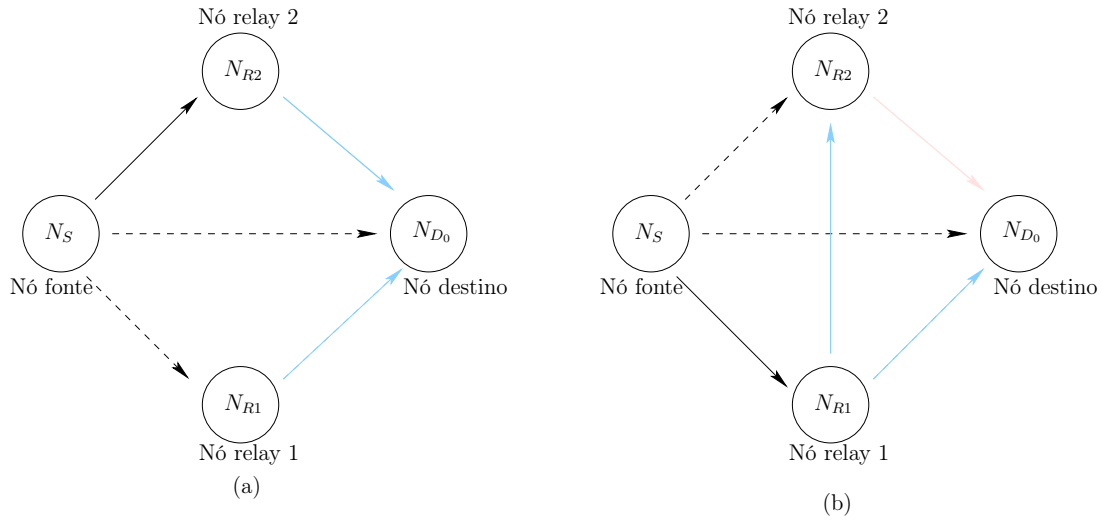 Nó relay 2
N_{R2}
N_S
N_{D_0}
Nó fonte
Nó destino
N_{R1}
Nó relay 1
(a)
Nó relay 2
N_{R2}
N_S
N_{D_0}
Nó fonte
Nó destino
N_{R1}
Nó relay 1
(b)